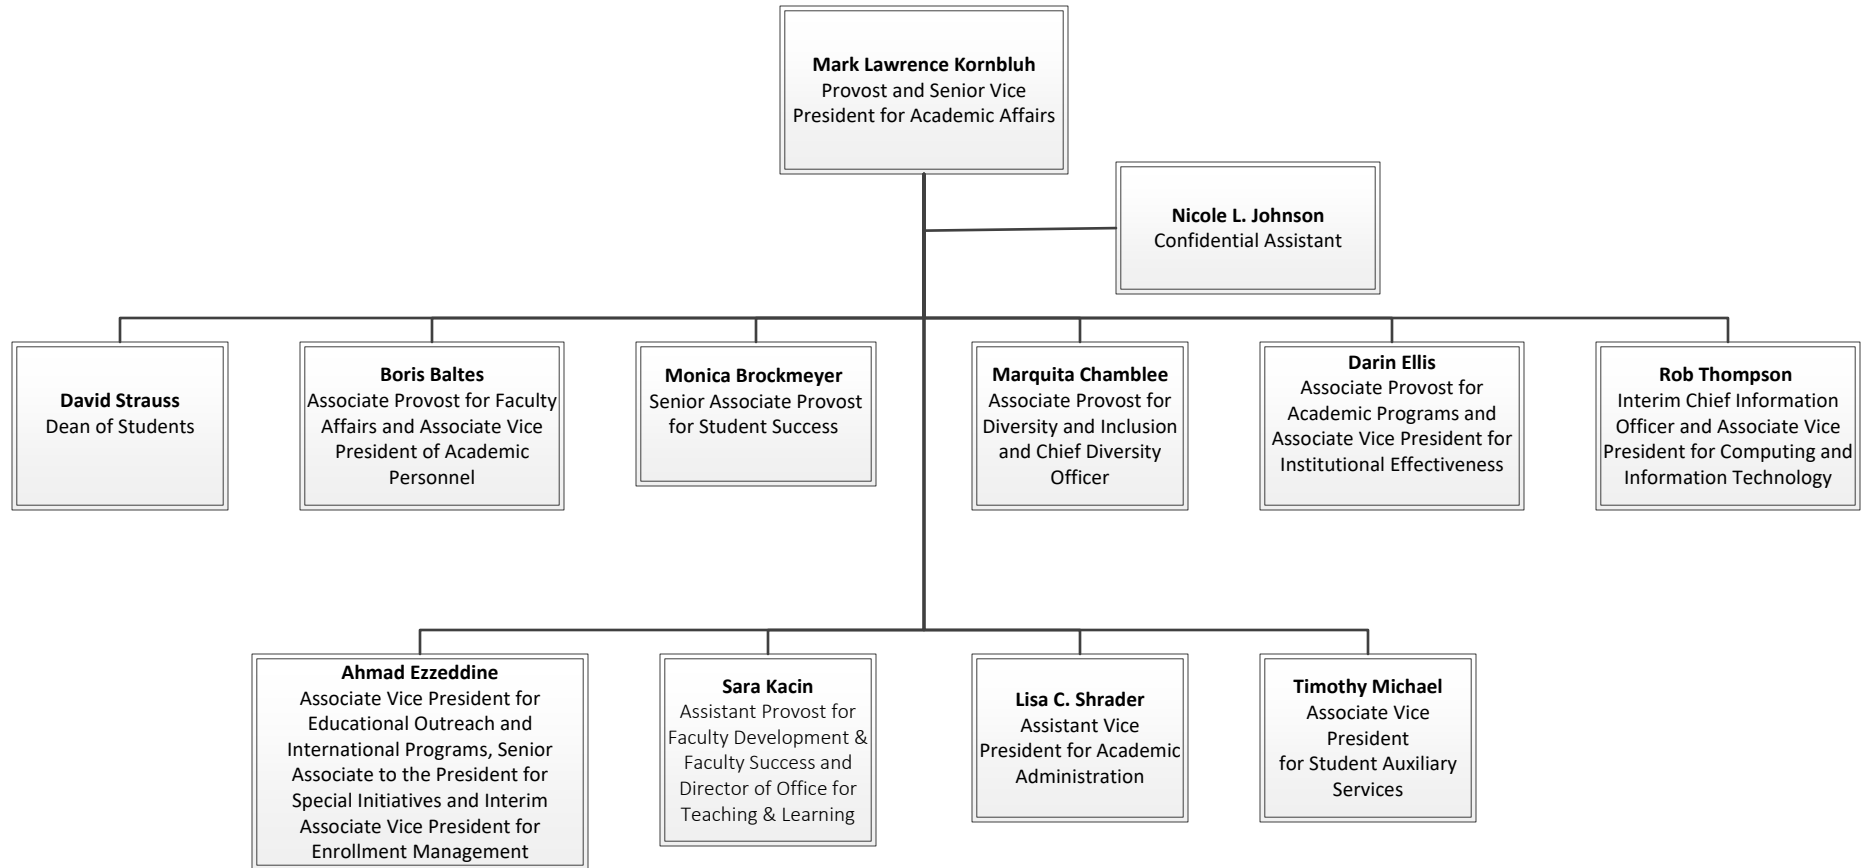 Mark Lawrence Kornbluh
Provost and Senior Vice
President for Academic Affairs
Nicole L. Johnson
Confidential Assistant
David Strauss
Dean of Students
Boris Baltes
Associate Provost for Faculty
Affairs and Associate Vice
President of Academic
Personnel
Monica Brockmeyer
Senior Associate Provost
for Student Success
Marquita Chamblee
Associate Provost for
Diversity and Inclusion
and Chief Diversity
Officer
Darin Ellis
Associate Provost for
Academic Programs and
Associate Vice President for
Institutional Effectiveness
Rob Thompson
Interim Chief Information
Officer and Associate Vice
President for Computing and
Information Technology
Ahmad Ezzeddine
Associate Vice President for
Educational Outreach and
International Programs, Senior
Associate to the President for
Special Initiatives and Interim
Associate Vice President for
Enrollment Management
Sara Kacin
Assistant Provost for
Faculty Development &
Faculty Success and
Director of Office for
Teaching & Learning
Lisa C. Shrader
Assistant Vice
President for Academic
Administration
Timothy Michael
Associate Vice
President
for Student Auxiliary
Services